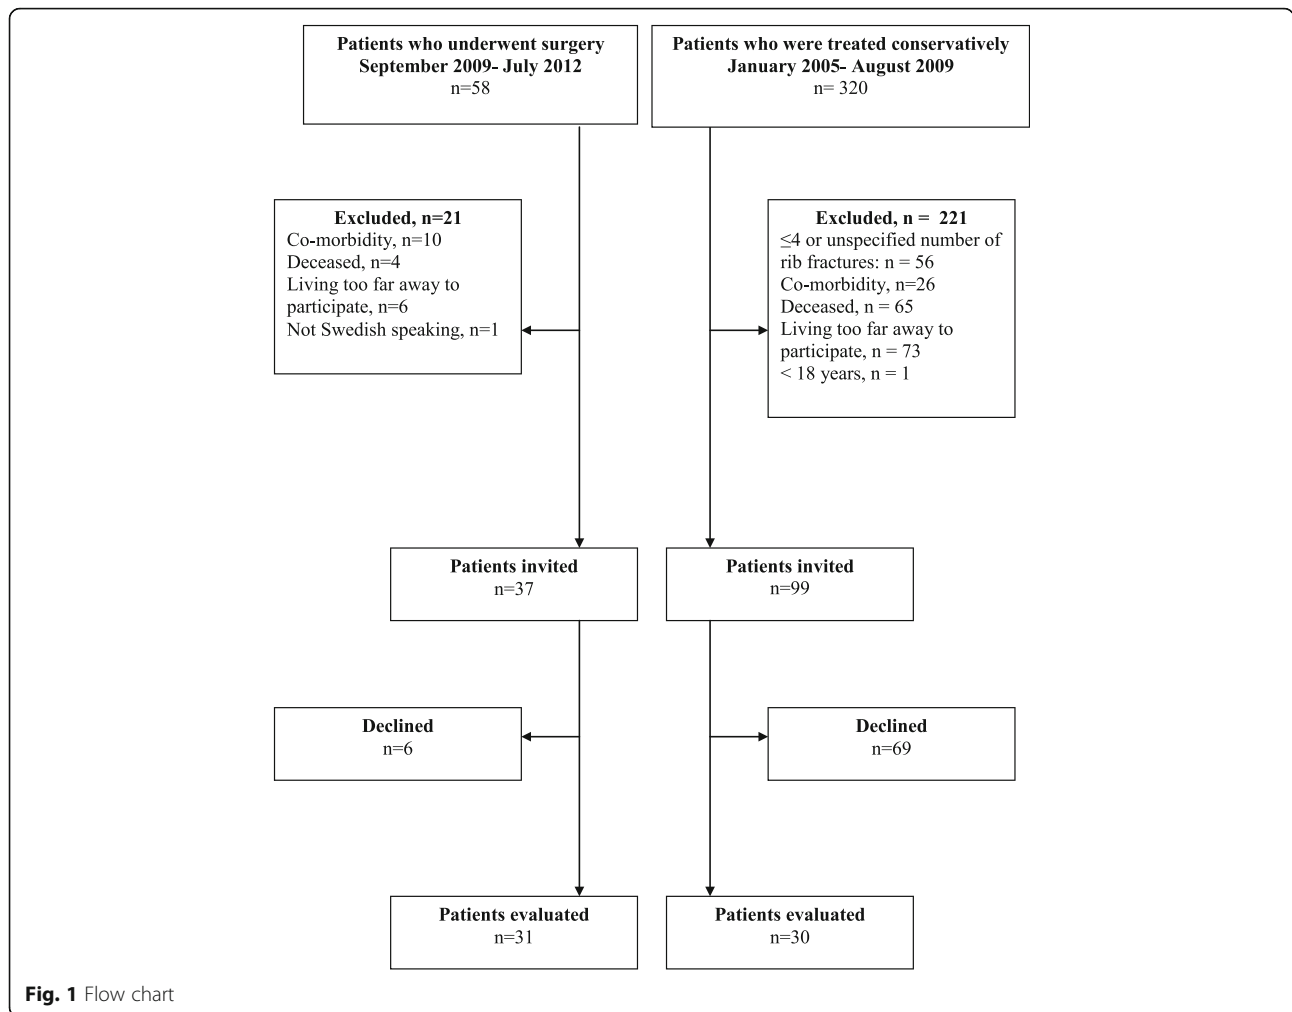 Patients who underwent surgery
September 2009- July 2012
n=58
Patients who were treated conservatively
January 2005- August 2009
n= 320
Excluded, n=21
Co-morbidity, n=10
Deceased, n=4
Living too far away to
participate, n=6
Not Swedish speaking, n=1
Excluded, n = 221
≤4 or unspecified number of
rib fractures: n = 56
Co-morbidity, n=26
Deceased, n = 65
Living too far away to
participate, n = 73
< 18 years, n = 1
Patients invited
n=37
Patients invited
n=99
Declined
n=6
Declined
n=69
Patients evaluated
n=31
Patients evaluated
n=30
Fig. 1 Flow chart